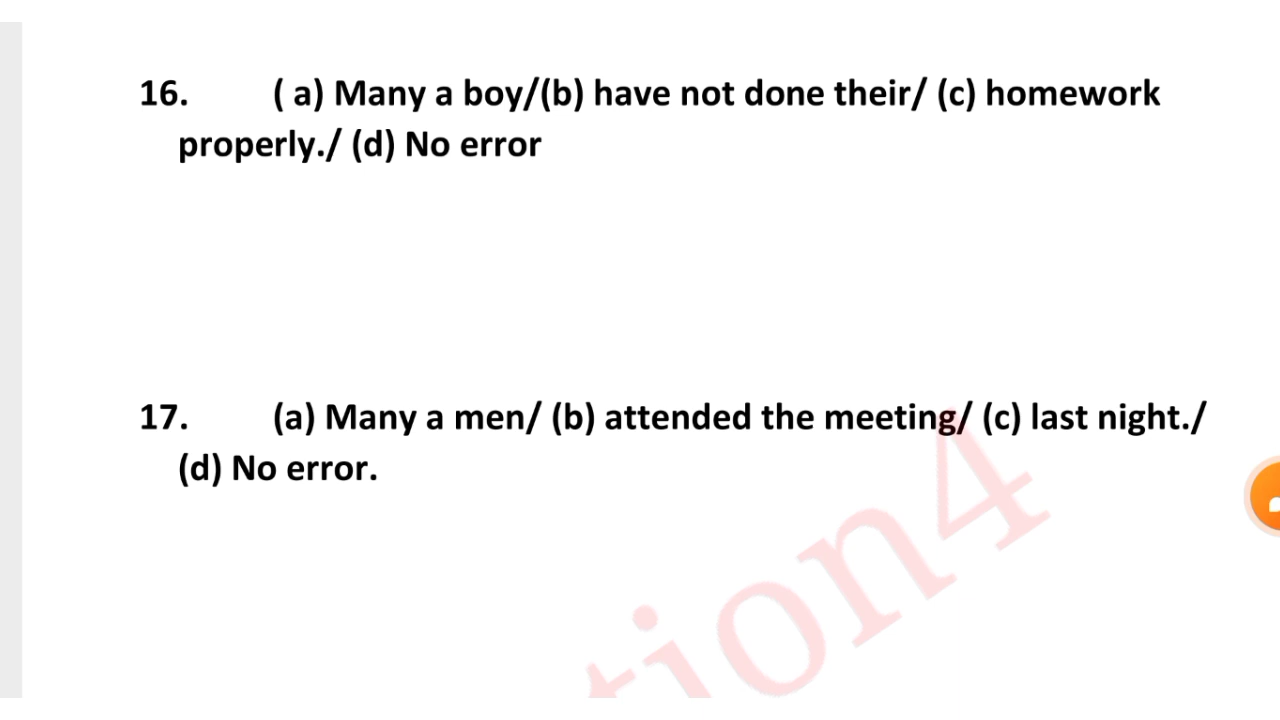 16. ( a) Many a boy/(b) have not done their/ (c) homework
properly./ (d) No error
17. (a) Many a men/ (b) attended the meeting/ (c) last night./
(d) No error.
tion4